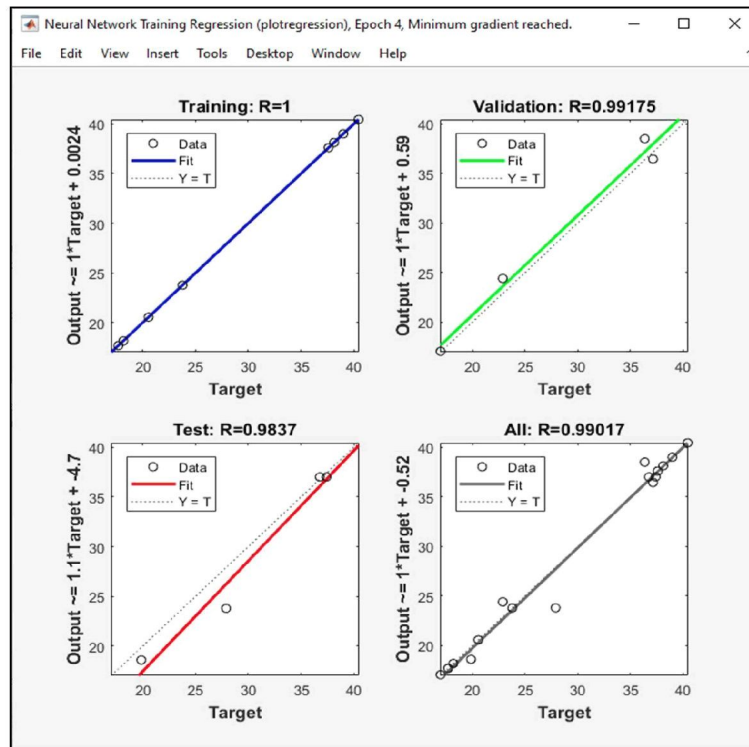 Neural Network Training Regression (plotregression), Epoch 4, Minimum gradient reached.
File Edit View Insert Tools Desktop Window Help
Training: R=1
Output ~= 1*Target + 0.0024
40
35
30
25
20
Data
Fit
Y = T
20 25 30 35 40
Target
Validation: R=0.99175
Output ~= 1*Target + 0.59
40
35
30
25
20
Data
Fit
Y = T
20 25 30 35 40
Target
Test: R=0.9837
Output ~= 1.1*Target + -4.7
40
35
30
25
20
Data
Fit
Y = T
20 25 30 35 40
Target
All: R=0.99017
Output ~= 1*Target + -0.52
40
35
30
25
20
Data
Fit
Y = T
20 25 30 35 40
Target